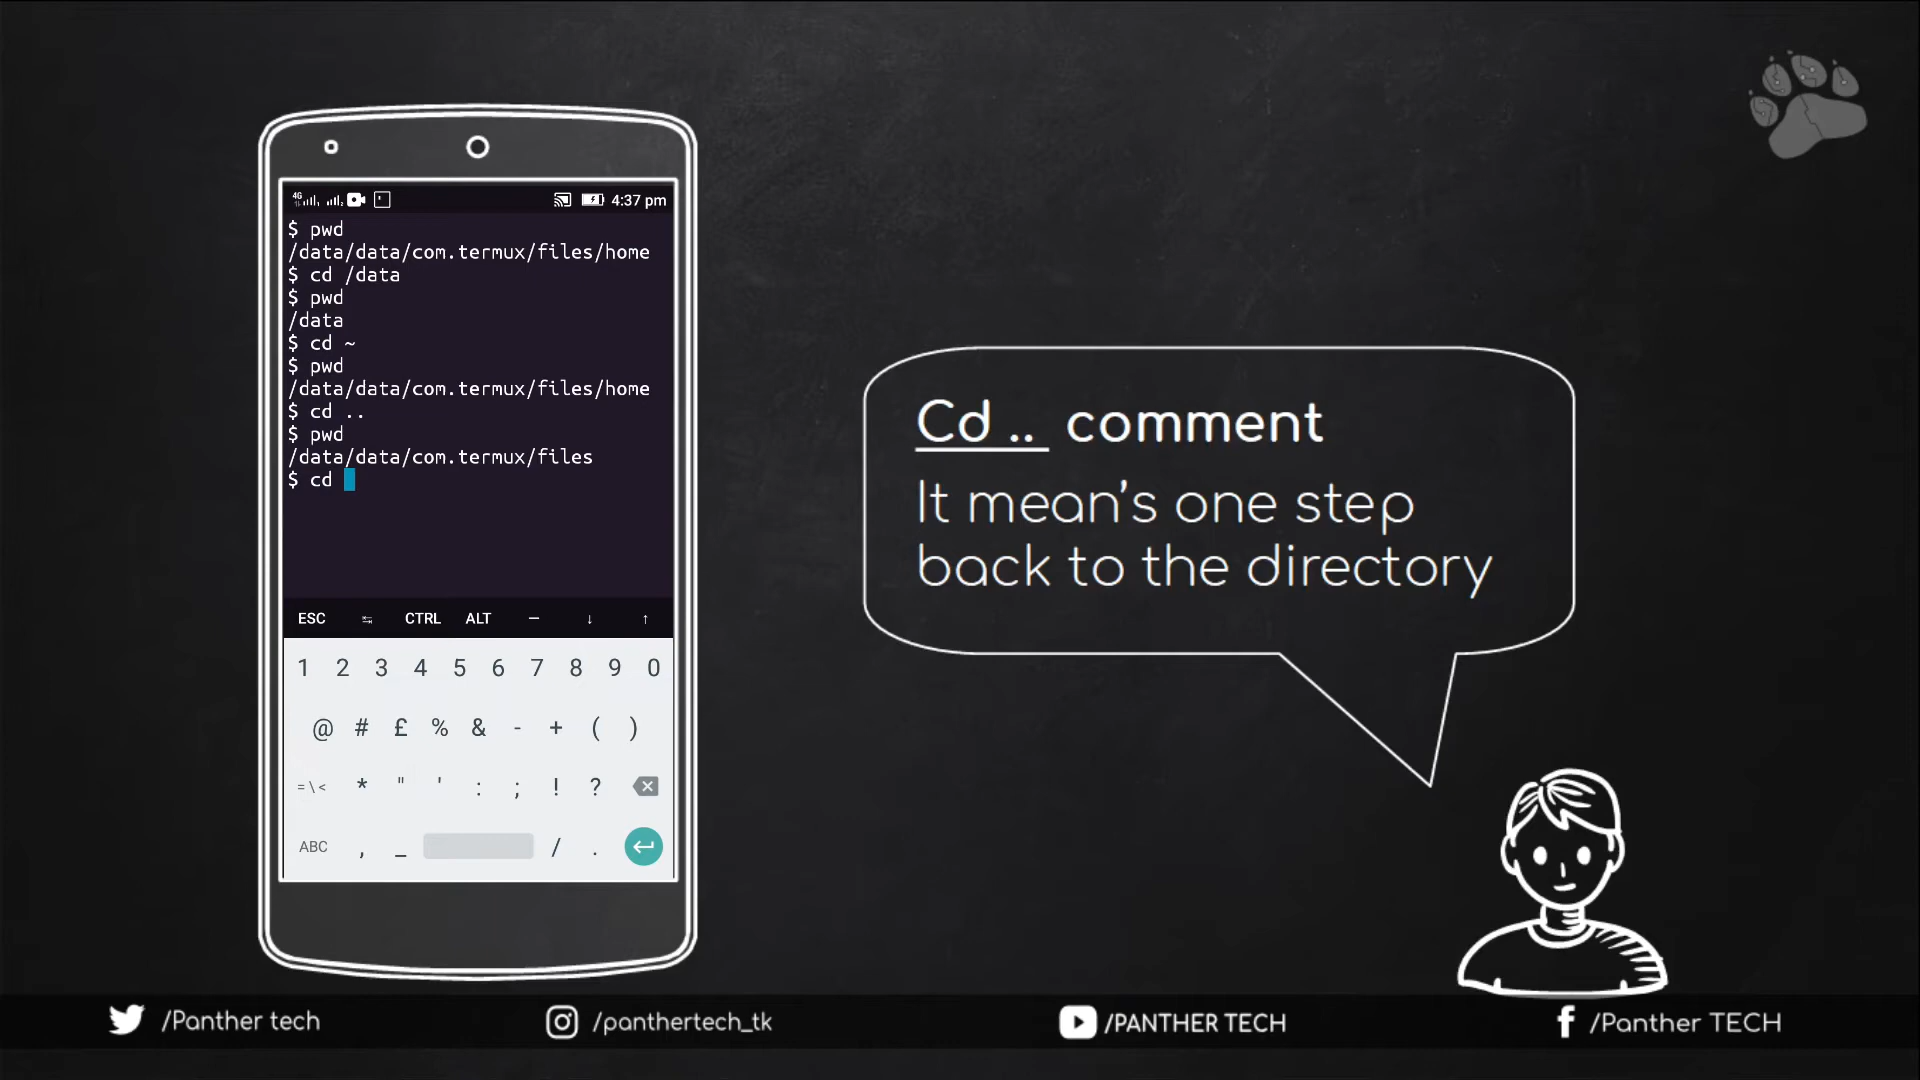 4G 4:37 pm
$ pwd
/data/data/com.termux/files/home
$ cd /data
$ pwd
/data
$ cd ~
$ pwd
/data/data/com.termux/files/home
$ cd ..
$ pwd
/data/data/com.termux/files
$ cd
ESC ↹ CTRL ALT — ↓ ↑
1 2 3 4 5 6 7 8 9 0
@ # £ % & - + ( )
=\< * " ' : ; ! ?
ABC , _ / .
Cd .. comment
It mean's one step
back to the directory
/Panther tech
/panthertech_tk
/PANTHER TECH
/Panther TECH